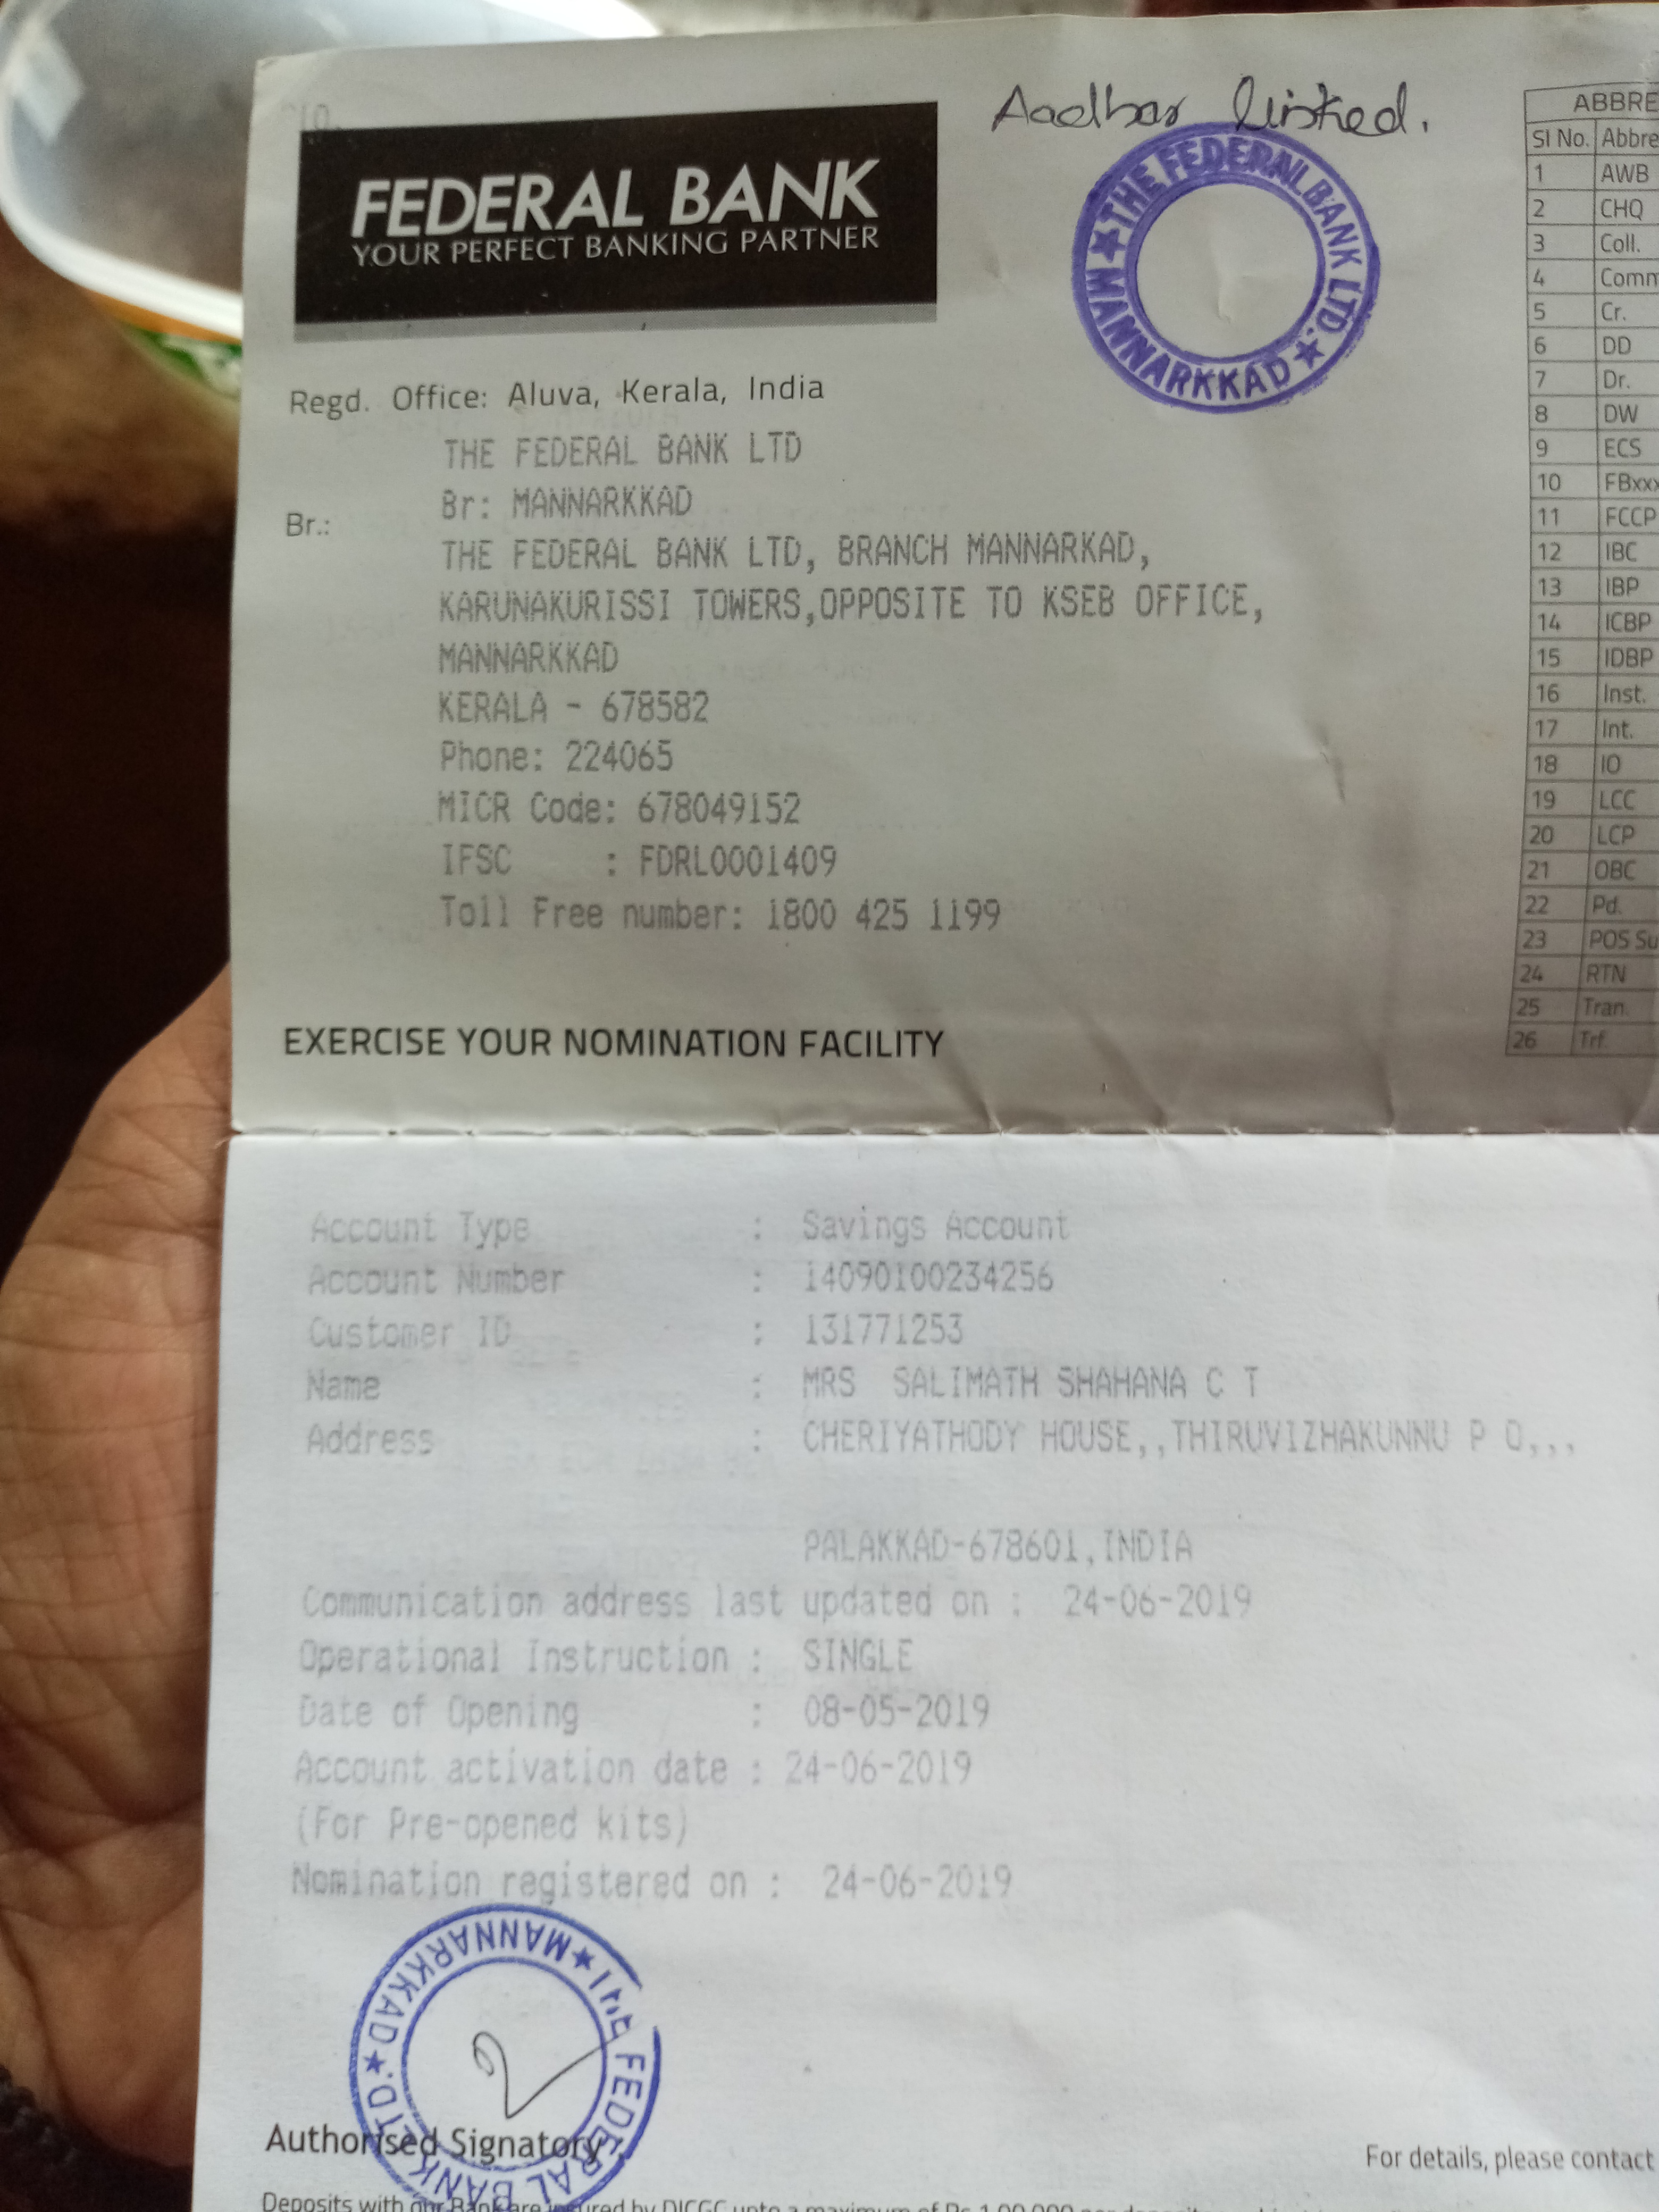 Aadhar linked.
FEDERAL BANK
YOUR PERFECT BANKING PARTNER
THE FEDERAL BANK LTD. ★ MANNARKKAD ★
Regd. Office: Aluva, Kerala, India
THE FEDERAL BANK LTD
Br.:
Br: MANNARKKAD
THE FEDERAL BANK LTD, BRANCH MANNARKAD,
KARUNAKURISSI TOWERS,OPPOSITE TO KSEB OFFICE,
MANNARKKAD
KERALA - 678582
Phone: 224065
MICR Code: 678049152
IFSC : FDRL0001409
Toll Free number: 1800 425 1199
EXERCISE YOUR NOMINATION FACILITY
ABBRE
Sl No. Abbre
1 AWB
2 CHQ
3 Coll.
4 Comm
5 Cr.
6 DD
7 Dr.
8 DW
9 ECS
10 FBxxx
11 FCCP
12 IBC
13 IBP
14 ICBP
15 IDBP
16 Inst.
17 Int.
18 IO
19 LCC
20 LCP
21 OBC
22 Pd.
23 POS Su
24 RTN
25 Tran.
26 Trf.
Account Type : Savings Account
Account Number : 14090100234256
Customer ID : 131771253
Name : MRS SALIMATH SHAHANA C T
Address : CHERIYATHODY HOUSE,,THIRUVIZHAKUNNU P O,,,
PALAKKAD-678601,INDIA
Communication address last updated on : 24-06-2019
Operational Instruction : SINGLE
Date of Opening : 08-05-2019
Account activation date : 24-06-2019
(For Pre-opened kits)
Nomination registered on : 24-06-2019
THE FEDERAL BANK LTD. ★ MANNARKKAD ★
Authorised Signatory
For details, please contact
Deposits with our Bank are insured by DICGC upto a maximum of Rs 1,00,000 per